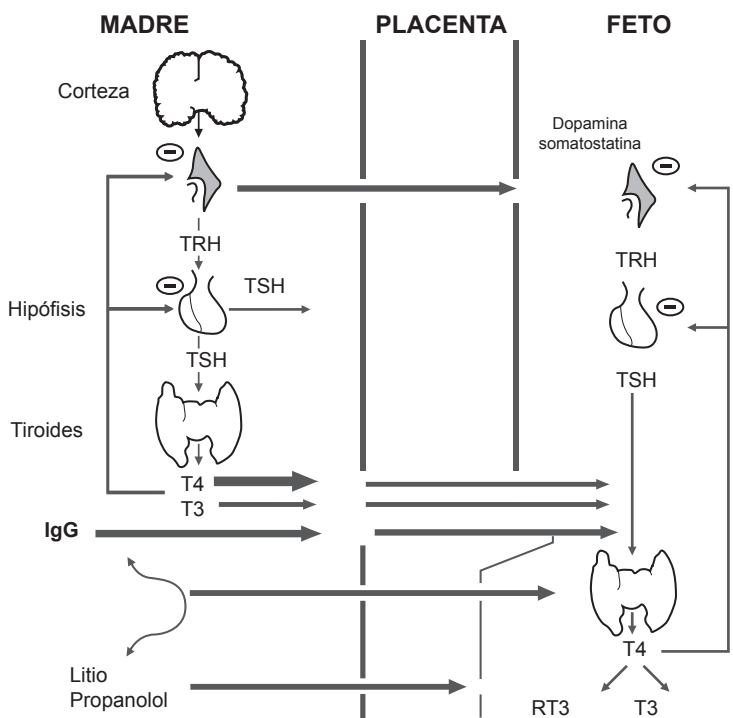 MADRE
PLACENTA
FETO
Corteza
Dopamina
somatostatina
TRH
TRH
TSH
Hipófisis
TSH
TSH
Tiroides
T4
T3
IgG
T4
Litio
Propanolol
RT3
T3